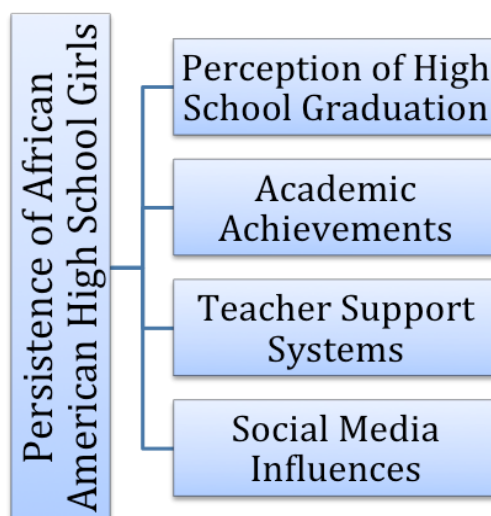 Persistence of African
American High School Girls
Perception of High
School Graduation
Academic
Achievements
Teacher Support
Systems
Social Media
Influences